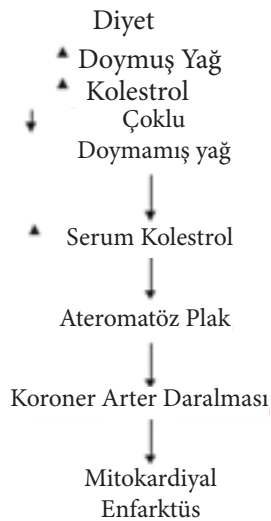 Diyet
Doymuş Yağ
Kolestrol
Çoklu
Doymamış yağ
Serum Kolestrol
Ateromatöz Plak
Koroner Arter Daralması
Mitokardiyal
Enfarktüs